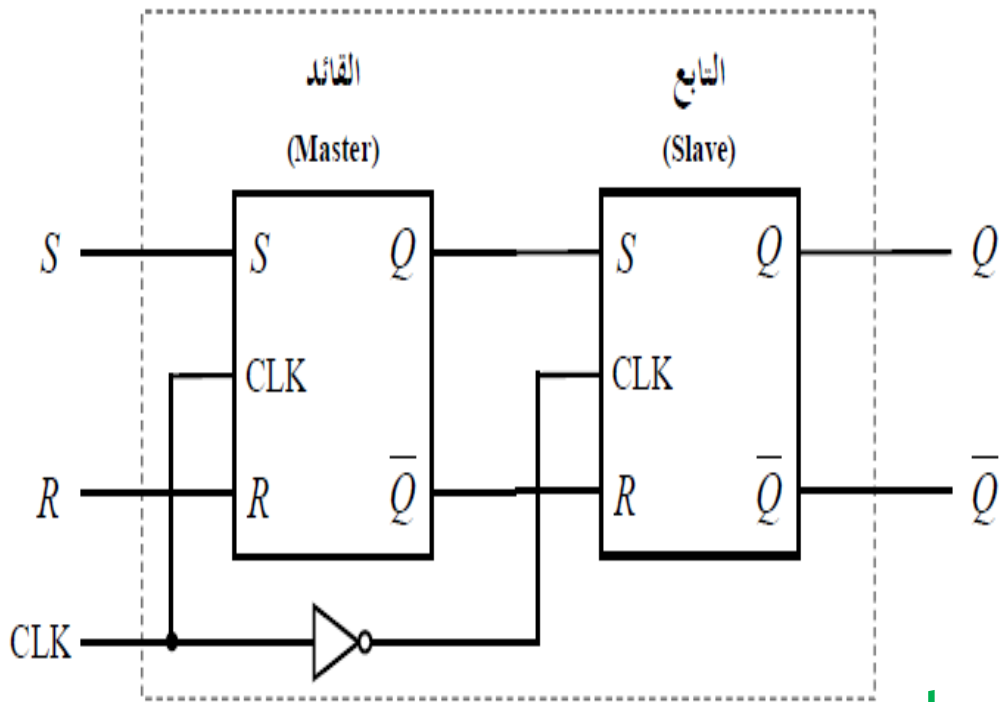 القائد
التابع
(Master)
(Slave)
S S Q S Q Q
CLK CLK
R R Q̅ R Q̅ Q̅
CLK